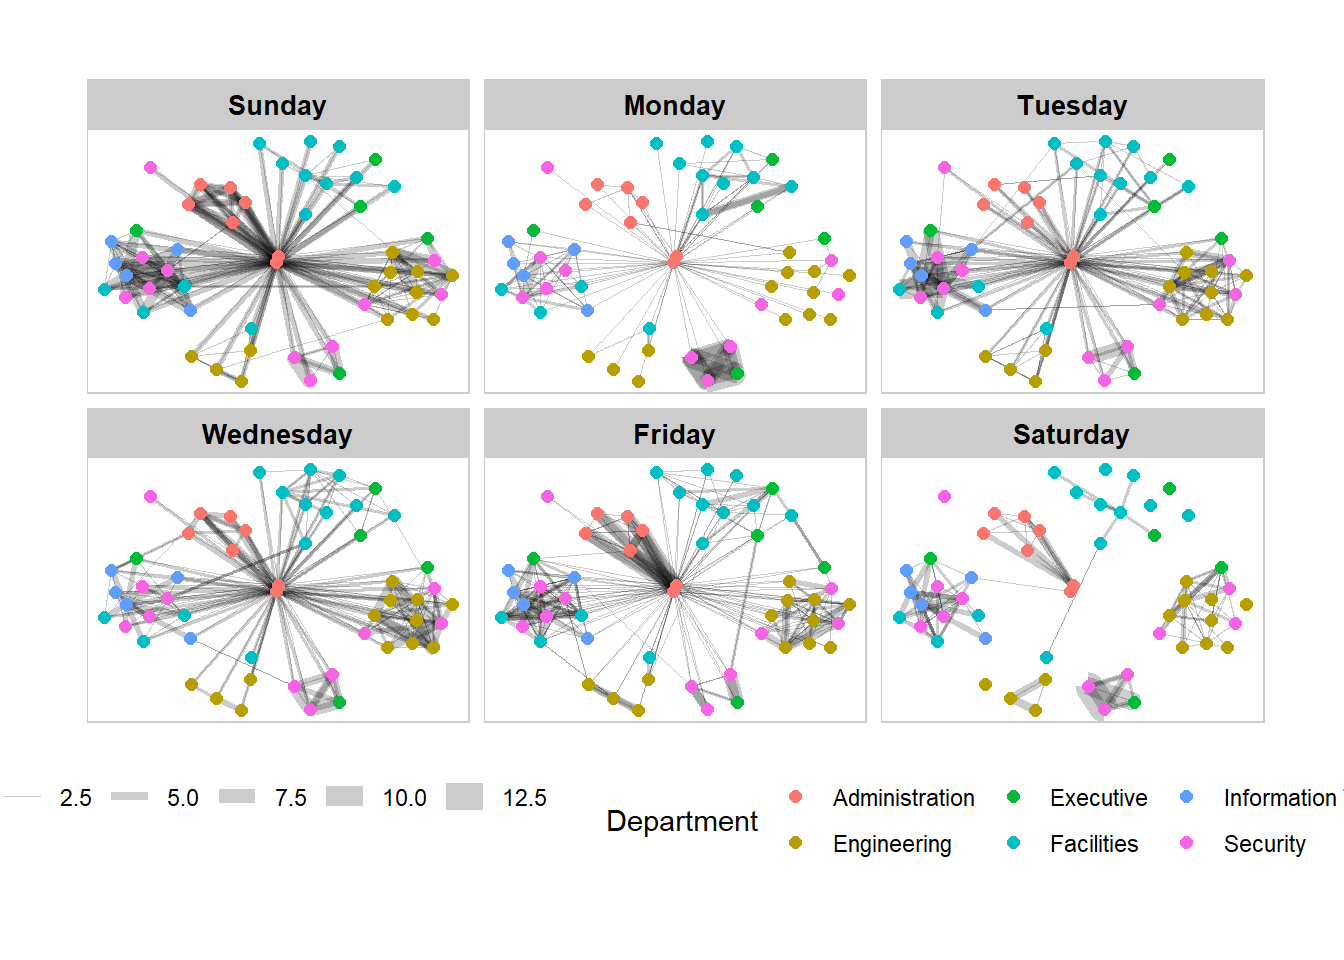 Sunday Monday Tuesday
Wednesday Friday Saturday
2.5 5.0 7.5 10.0 12.5
Department
Administration Executive Information
Engineering Facilities Security